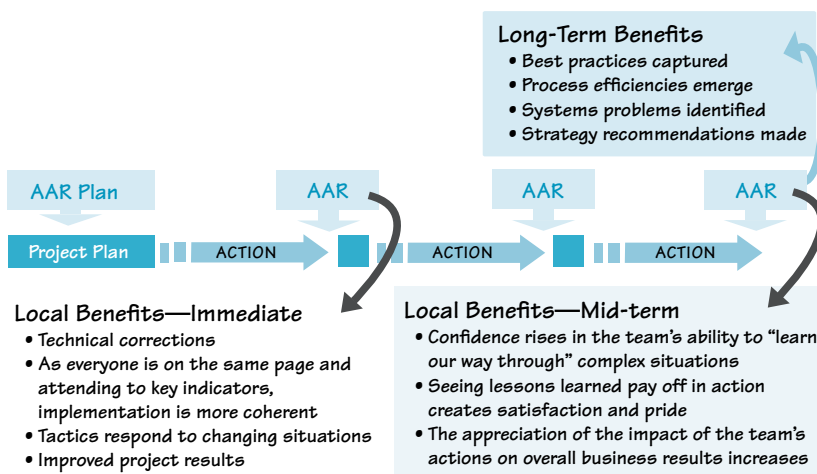 Long-Term Benefits
• Best practices captured
• Process efficiencies emerge
• Systems problems identified
• Strategy recommendations made
AAR Plan
AAR
AAR
AAR
Project Plan
ACTION
ACTION
ACTION
Local Benefits—Immediate
• Technical corrections
• As everyone is on the same page and
attending to key indicators,
implementation is more coherent
• Tactics respond to changing situations
• Improved project results
Local Benefits—Mid-term
• Confidence rises in the team's ability to "learn
our way through" complex situations
• Seeing lessons learned pay off in action
creates satisfaction and pride
• The appreciation of the impact of the team's
actions on overall business results increases